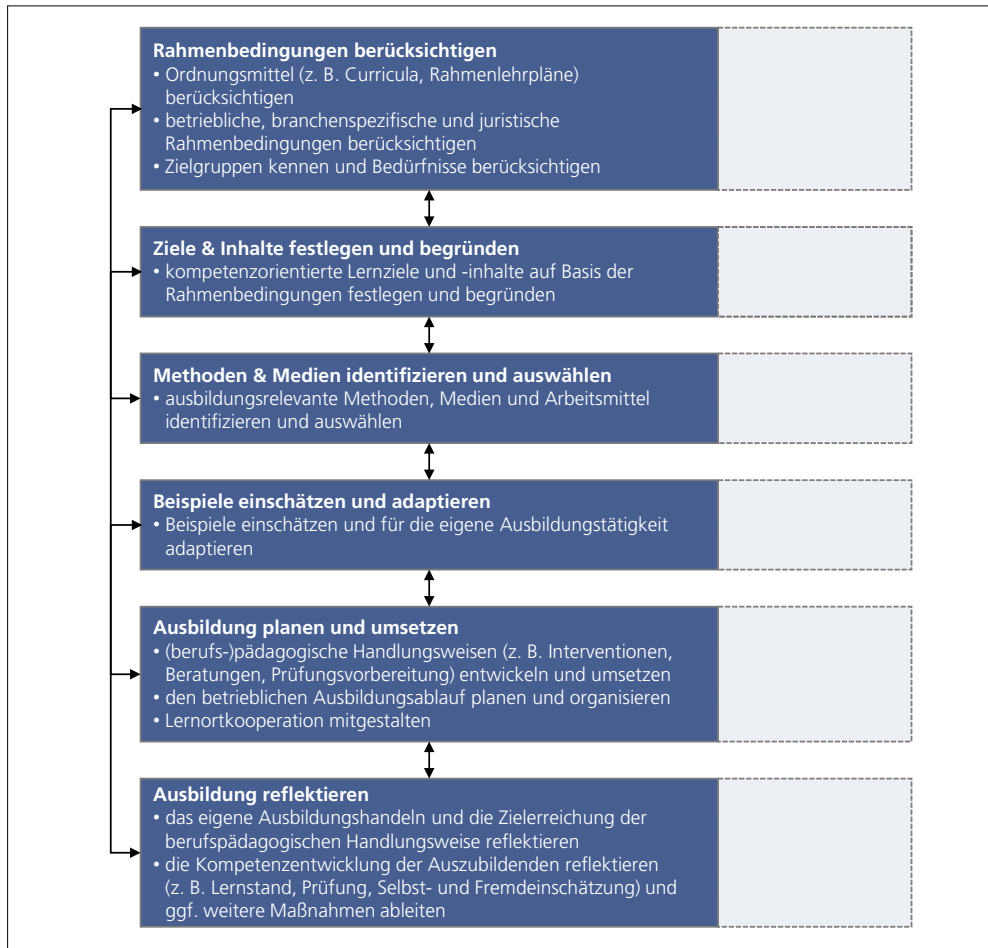 Rahmenbedingungen berücksichtigen
• Ordnungsmittel (z. B. Curricula, Rahmenlehrpläne)
berücksichtigen
• betriebliche, branchenspezifische und juristische
Rahmenbedingungen berücksichtigen
• Zielgruppen kennen und Bedürfnisse berücksichtigen
Ziele & Inhalte festlegen und begründen
• kompetenzorientierte Lernziele und -inhalte auf Basis der
Rahmenbedingungen festlegen und begründen
Methoden & Medien identifizieren und auswählen
• ausbildungsrelevante Methoden, Medien und Arbeitsmittel
identifizieren und auswählen
Beispiele einschätzen und adaptieren
• Beispiele einschätzen und für die eigene Ausbildungstätigkeit
adaptieren
Ausbildung planen und umsetzen
• (berufs-)pädagogische Handlungsweisen (z. B. Interventionen,
Beratungen, Prüfungsvorbereitung) entwickeln und umsetzen
• den betrieblichen Ausbildungsablauf planen und organisieren
• Lernortkooperation mitgestalten
Ausbildung reflektieren
• das eigene Ausbildungshandeln und die Zielerreichung der
berufspädagogischen Handlungsweise reflektieren
• die Kompetenzentwicklung der Auszubildenden reflektieren
(z. B. Lernstand, Prüfung, Selbst- und Fremdeinschätzung) und
ggf. weitere Maßnahmen ableiten